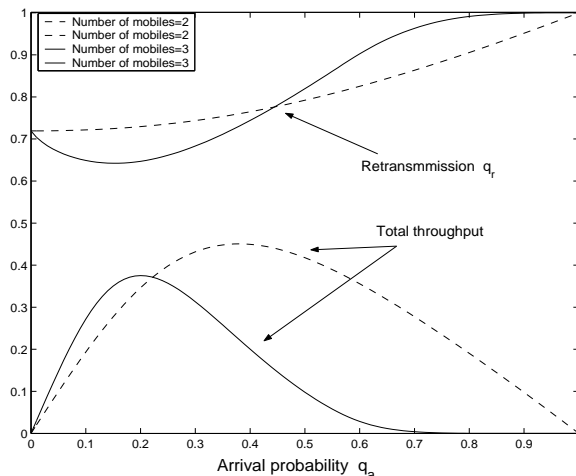 Number of mobiles=2
Number of mobiles=2
Number of mobiles=3
Number of mobiles=3
Retransmmission q_r
Total throughput
1
0.9
0.8
0.7
0.6
0.5
0.4
0.3
0.2
0.1
0
0 0.1 0.2 0.3 0.4 0.5 0.6 0.7 0.8 0.9
Arrival probability q_a